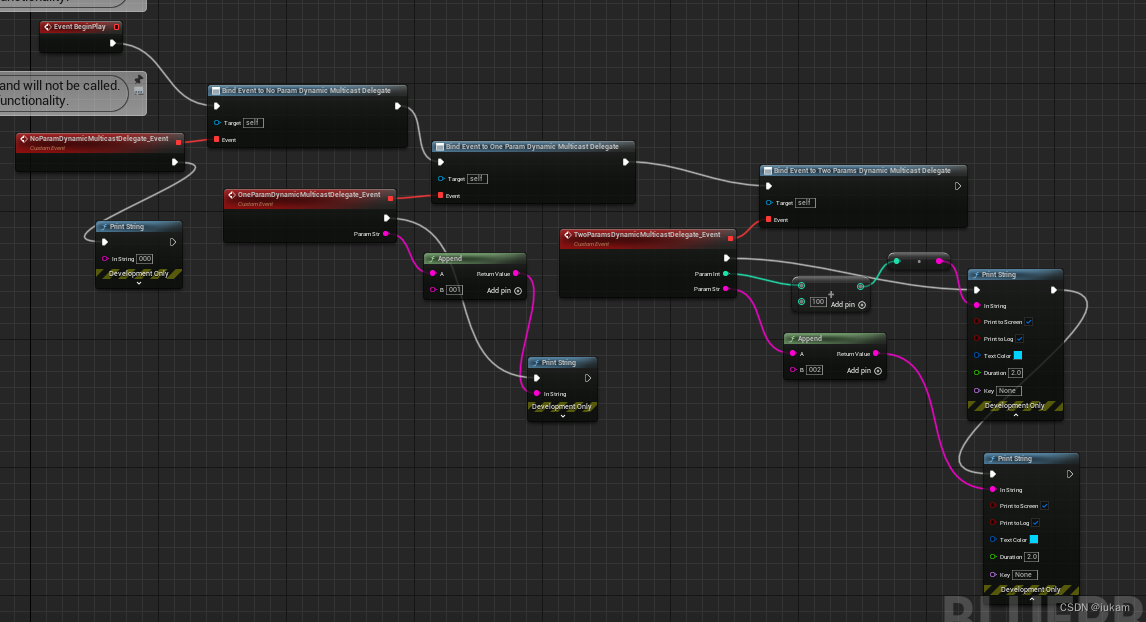 Event BeginPlay
and will not be called.
functionality.
Bind Event to No Param Dynamic Multicast Delegate
Target self
Event
NoParamDynamicMulticastDelegate_Event
Custom Event
Print String
In String 000
Development Only
Bind Event to One Param Dynamic Multicast Delegate
Target self
Event
OneParamDynamicMulticastDelegate_Event
Custom Event
Param Str
Append
A Return Value
B 001 Add pin
Print String
In String
Development Only
Bind Event to Two Params Dynamic Multicast Delegate
Target self
Event
TwoParamsDynamicMulticastDelegate_Event
Custom Event
Param Int
Param Str
+
100 Add pin
Append
A Return Value
B 002 Add pin
Print String
In String
Print to Screen
Print to Log
Text Color
Duration 2.0
Key None
Development Only
Print String
In String
Print to Screen
Print to Log
Text Color
Duration 2.0
Key None
Development Only
CSDN @lukam